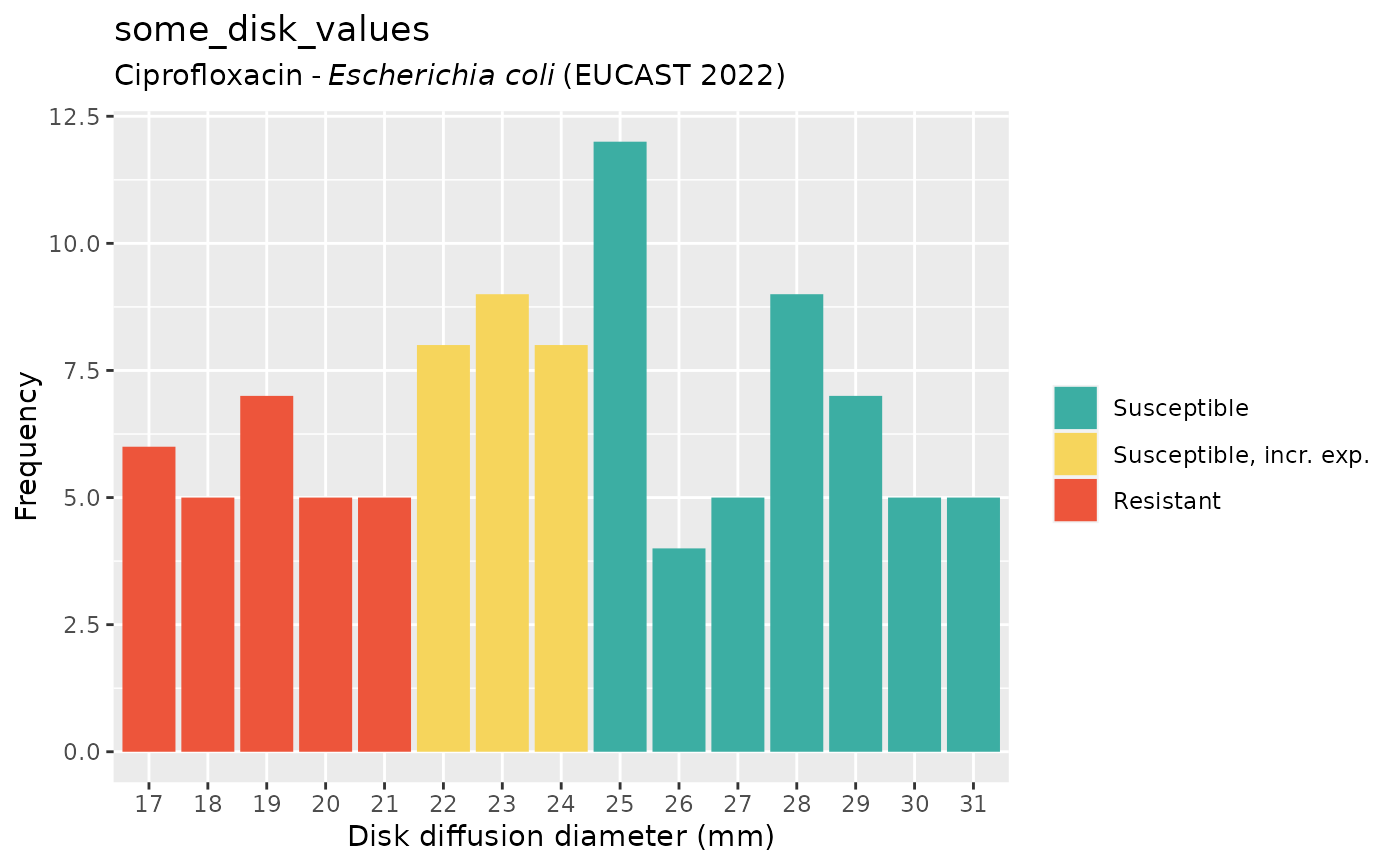 some_disk_values
Ciprofloxacin - Escherichia coli (EUCAST 2022)
12.5
10.0
7.5
5.0
2.5
0.0
Frequency
17 18 19 20 21 22 23 24 25 26 27 28 29 30 31
Disk diffusion diameter (mm)
Susceptible
Susceptible, incr. exp.
Resistant